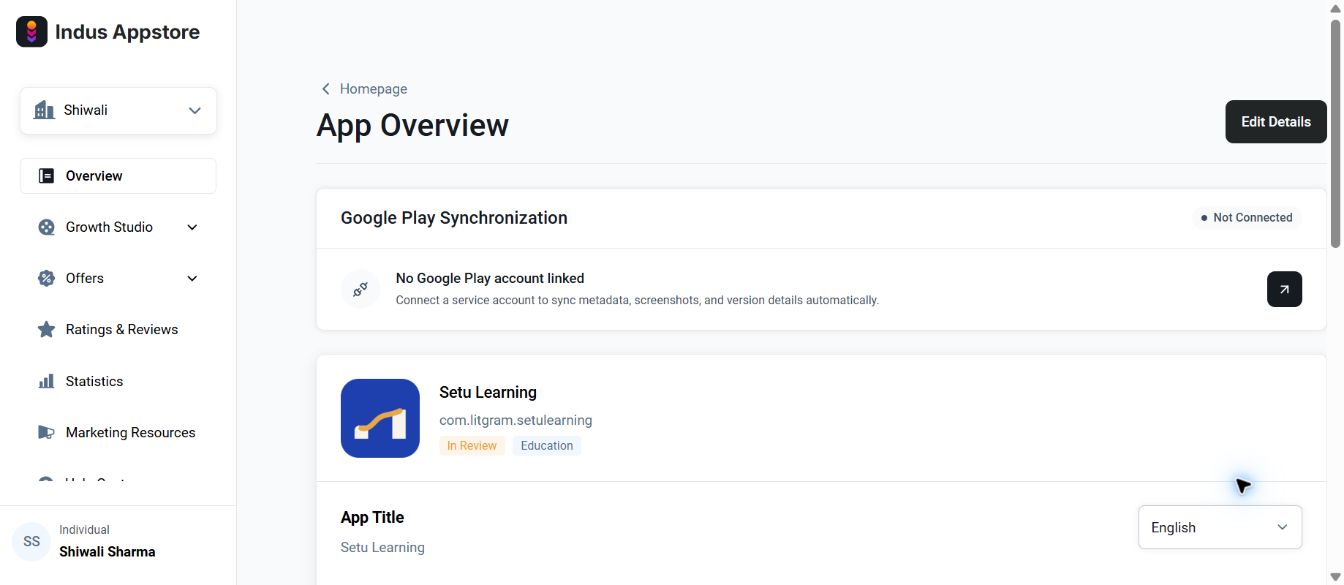 Indus Appstore
Shiwali
Overview
Growth Studio
Offers
Ratings & Reviews
Statistics
Marketing Resources
Individual
SS
Shiwali Sharma
Homepage
App Overview
Edit Details
Google Play Synchronization
Not Connected
No Google Play account linked
Connect a service account to sync metadata, screenshots, and version details automatically.
Setu Learning
com.litgram.setulearning
In Review
Education
App Title
Setu Learning
English